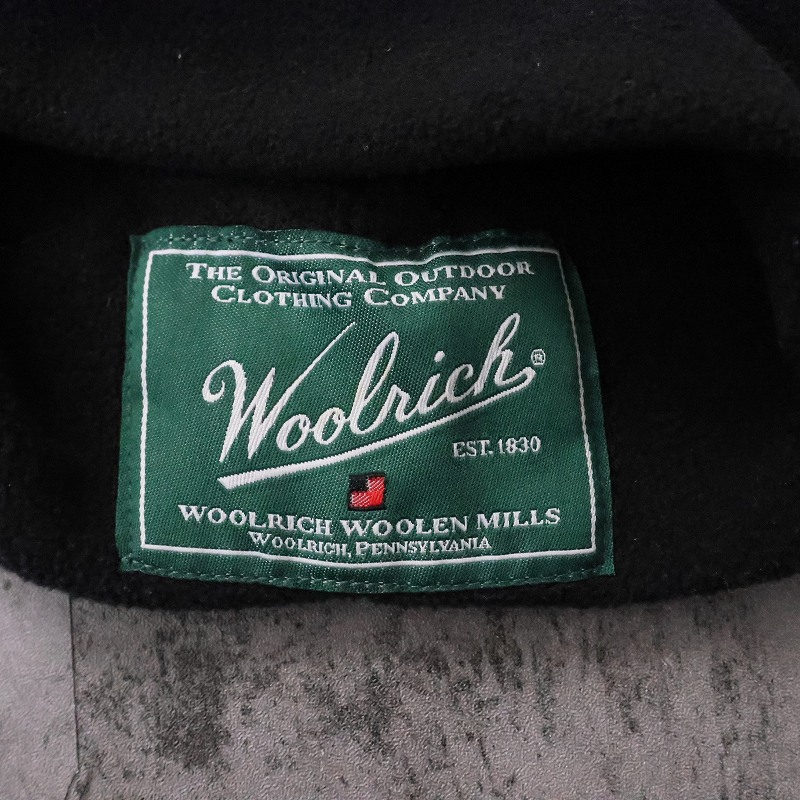 THE ORIGINAL OUTDOOR
CLOTHING COMPANY
Woolrich®
EST. 1830
WOOLRICH WOOLEN MILLS
WOOLRICH, PENNSYLVANIA